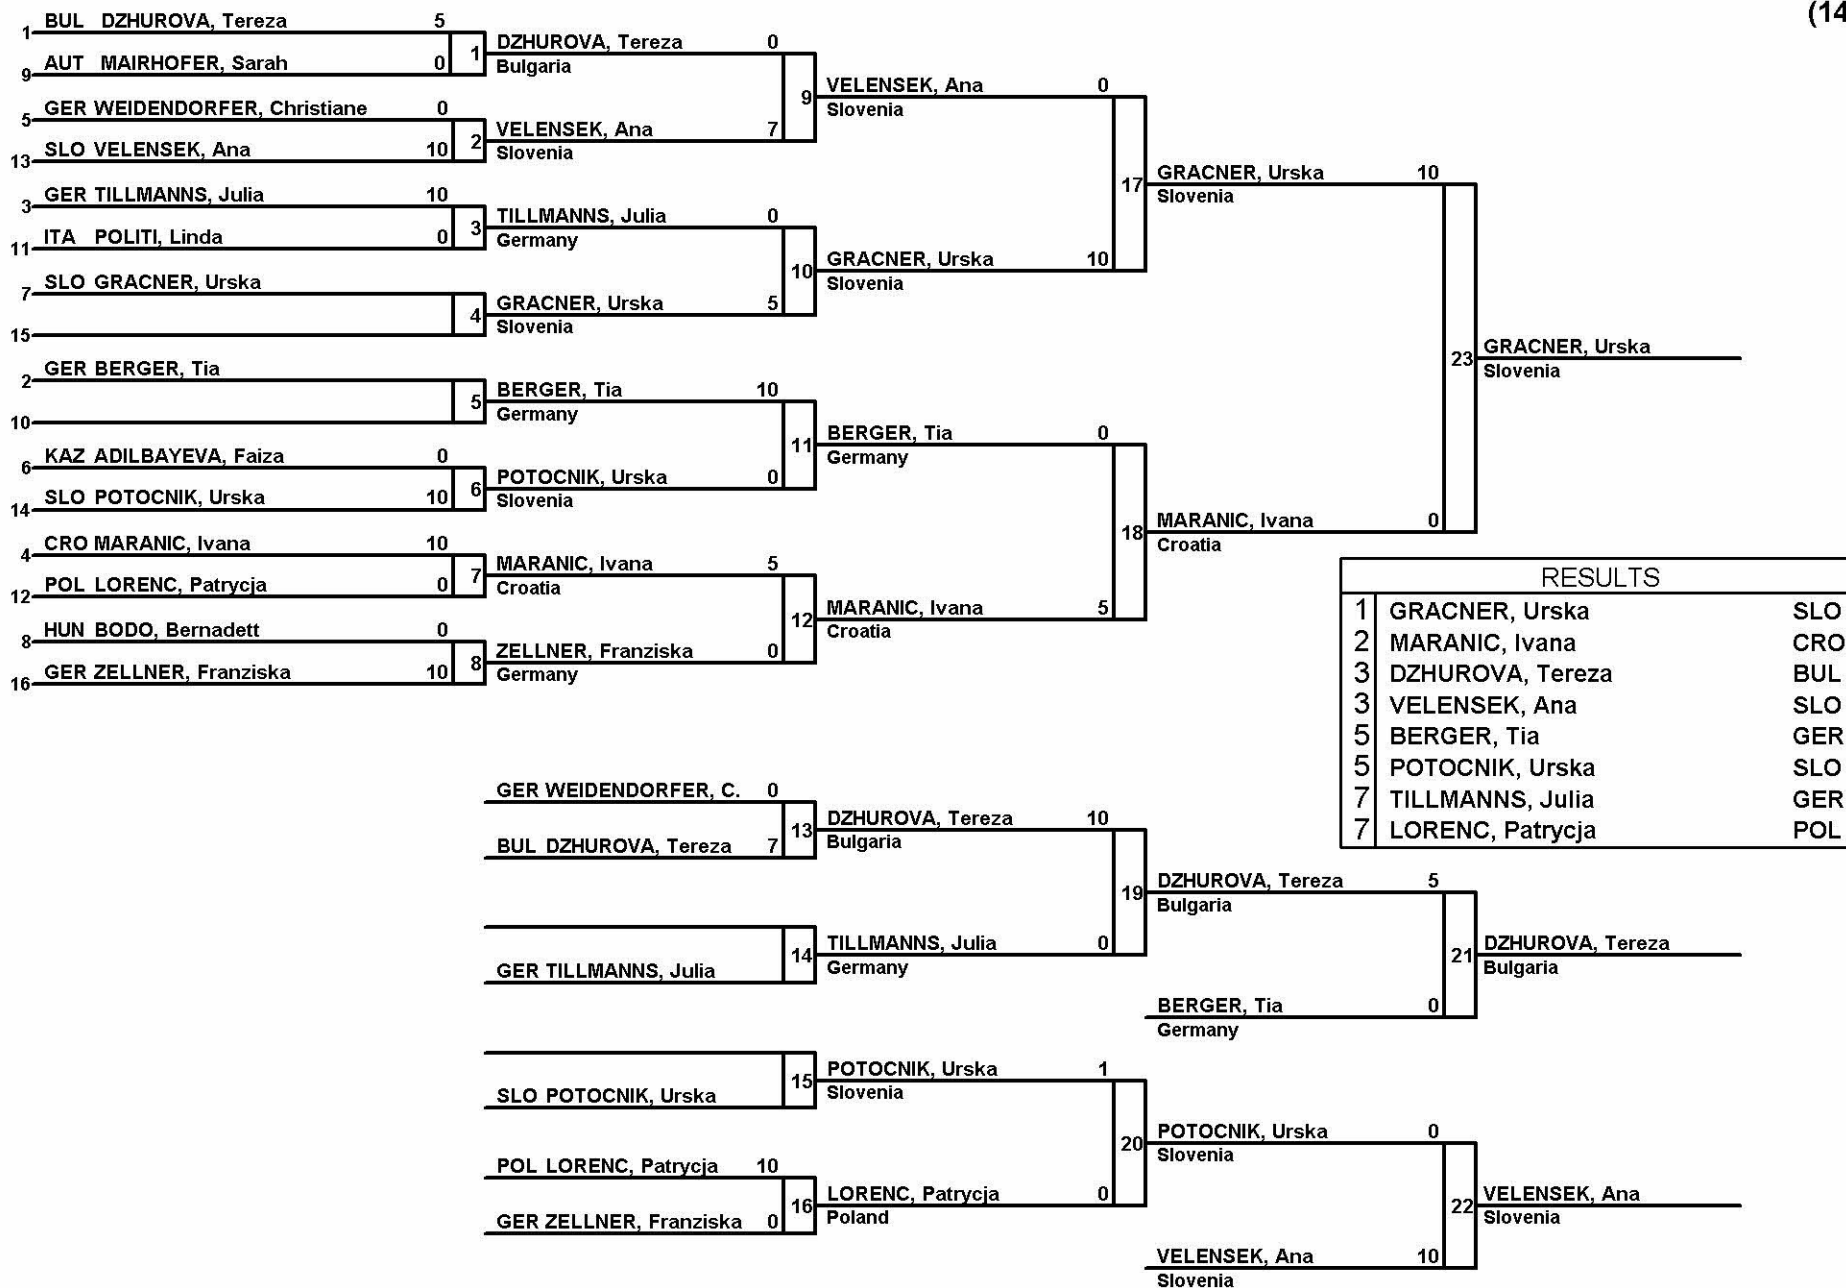 (14
1 BUL DZHUROVA, Tereza 5
9 AUT MAIRHOFER, Sarah 0
1
5 GER WEIDENDORFER, Christiane 0
13 SLO VELENSEK, Ana 10
2
3 GER TILLMANNS, Julia 10
11 ITA POLITI, Linda 0
3
7 SLO GRACNER, Urska
15
4
2 GER BERGER, Tia
10
5
6 KAZ ADILBAYEVA, Faiza 0
14 SLO POTOCNIK, Urska 10
6
4 CRO MARANIC, Ivana 10
12 POL LORENC, Patrycja 0
7
8 HUN BODO, Bernadett 0
16 GER ZELLNER, Franziska 10
8
DZHUROVA, Tereza 0
Bulgaria
9
VELENSEK, Ana 7
Slovenia
TILLMANNS, Julia 0
Germany
10
GRACNER, Urska 5
Slovenia
BERGER, Tia 10
Germany
11
POTOCNIK, Urska 0
Slovenia
MARANIC, Ivana 5
Croatia
12
ZELLNER, Franziska 0
Germany
VELENSEK, Ana 0
Slovenia
17
GRACNER, Urska 10
Slovenia
BERGER, Tia 0
Germany
18
MARANIC, Ivana 5
Croatia
GRACNER, Urska 10
Slovenia
23
MARANIC, Ivana 0
Croatia
GRACNER, Urska
Slovenia
RESULTS
1 GRACNER, Urska SLO
2 MARANIC, Ivana CRO
3 DZHUROVA, Tereza BUL
3 VELENSEK, Ana SLO
5 BERGER, Tia GER
5 POTOCNIK, Urska SLO
7 TILLMANNS, Julia GER
7 LORENC, Patrycja POL
GER WEIDENDORFER, C. 0
13
BUL DZHUROVA, Tereza 7
14
GER TILLMANNS, Julia
15
SLO POTOCNIK, Urska
POL LORENC, Patrycja 10
16
GER ZELLNER, Franziska 0
DZHUROVA, Tereza 10
Bulgaria
19
TILLMANNS, Julia 0
Germany
POTOCNIK, Urska 1
Slovenia
20
LORENC, Patrycja 0
Poland
DZHUROVA, Tereza 5
Bulgaria
21
BERGER, Tia 0
Germany
POTOCNIK, Urska 0
Slovenia
22
VELENSEK, Ana 10
Slovenia
DZHUROVA, Tereza
Bulgaria
VELENSEK, Ana
Slovenia